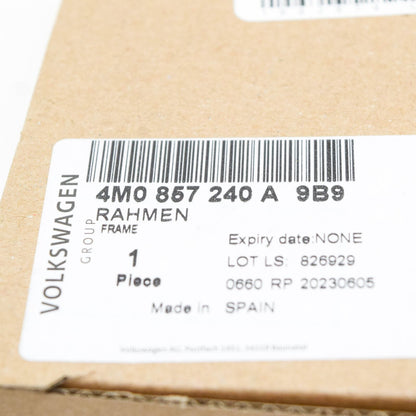 VOLKSWAGEN
GROUP
4M0 857 240 A 9B9
RAHMEN
FRAME
1
Piece
Expiry date:NONE
LOT LS: 826929
0660 RP 20230605
Made in SPAIN